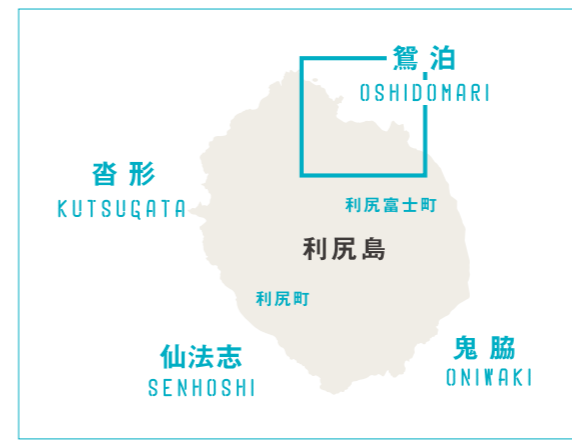 鴛泊
OSHIDOMARI
沓形
KUTSUGATA
利尻富士町
利尻島
利尻町
仙法志
SENHOSHI
鬼脇
ONIWAKI